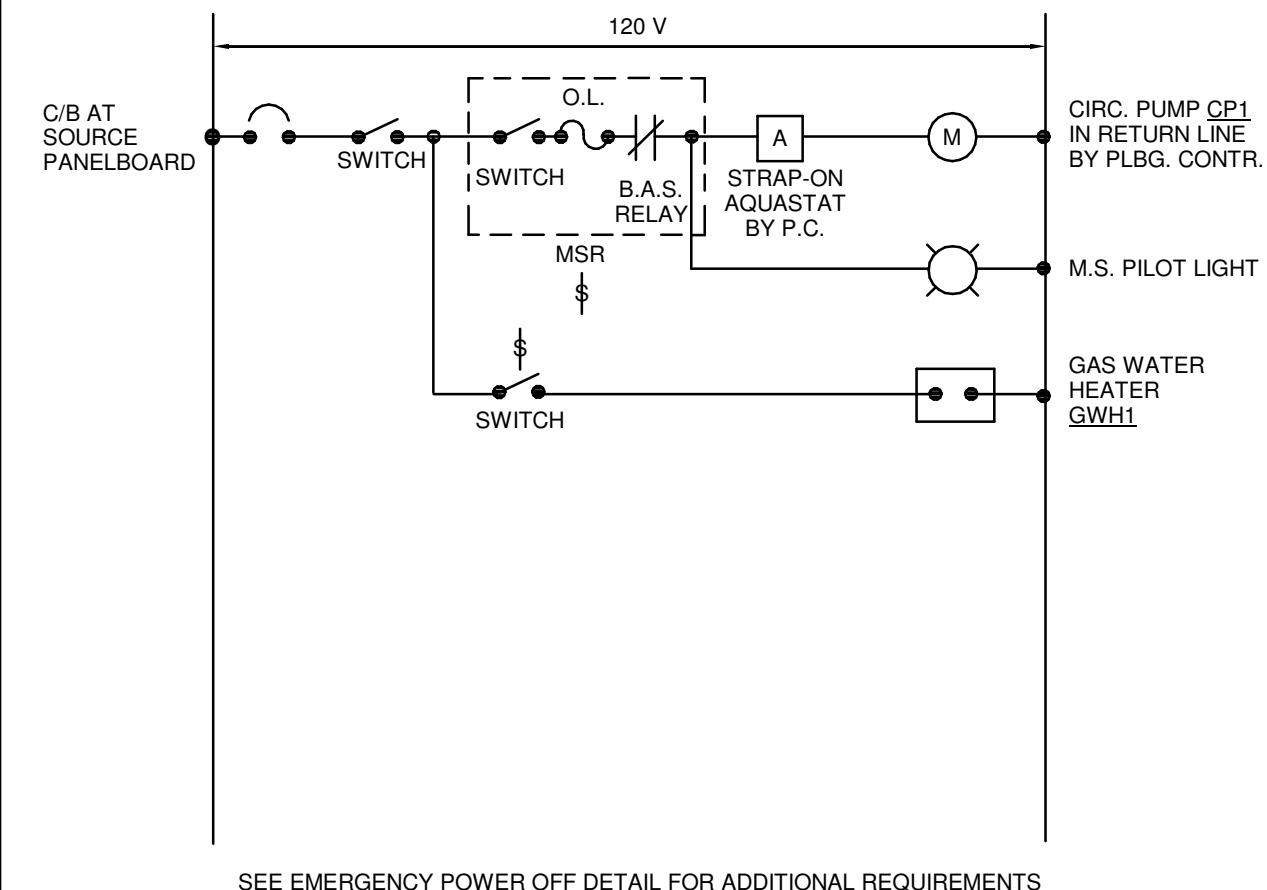 120 V
C/B AT
SOURCE
PANELBOARD
SWITCH
O.L.
SWITCH
B.A.S.
RELAY
MSR
$
A
STRAP-ON
AQUASTAT
BY P.C.
M
CIRC. PUMP CP1
IN RETURN LINE
BY PLBG. CONTR.
M.S. PILOT LIGHT
$
SWITCH
GAS WATER
HEATER
GWH1
SEE EMERGENCY POWER OFF DETAIL FOR ADDITIONAL REQUIREMENTS